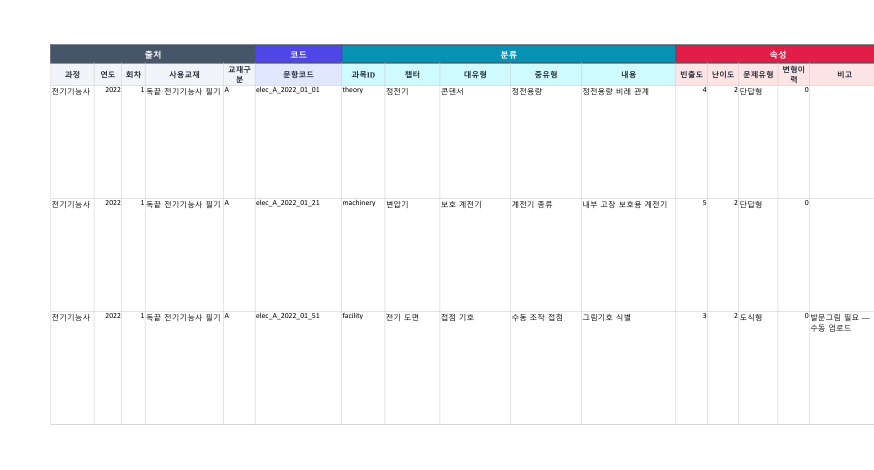 출처 코드 분류 속성
과정 연도 회차 사용교재 교재구분 문항코드 과목ID 챕터 대유형 중유형 내용 빈출도 난이도 문제유형 변형이력 비고
전기기능사 2022 1 독끝 전기기능사 필기 A elec_A_2022_01_01 theory 정전기 콘덴서 정전용량 정전용량 비례 관계 4 2 단답형 0
전기기능사 2022 1 독끝 전기기능사 필기 A elec_A_2022_01_21 machinery 변압기 보호 계전기 계전기 종류 내부 고장 보호용 계전기 5 2 단답형 0
전기기능사 2022 1 독끝 전기기능사 필기 A elec_A_2022_01_51 facility 전기 도면 접점 기호 수동 조작 접점 그림기호 식별 3 2 도식형 0 발문그림 필요 —
수동 업로드